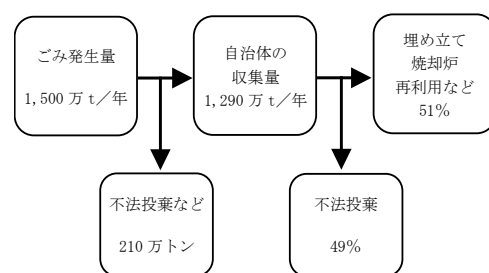 ごみ発生量
1,500 万 t／年
自治体の
収集量
1,290 万 t／年
埋め立て
焼却炉
再利用など
51%
不法投棄など
210 万トン
不法投棄
49%